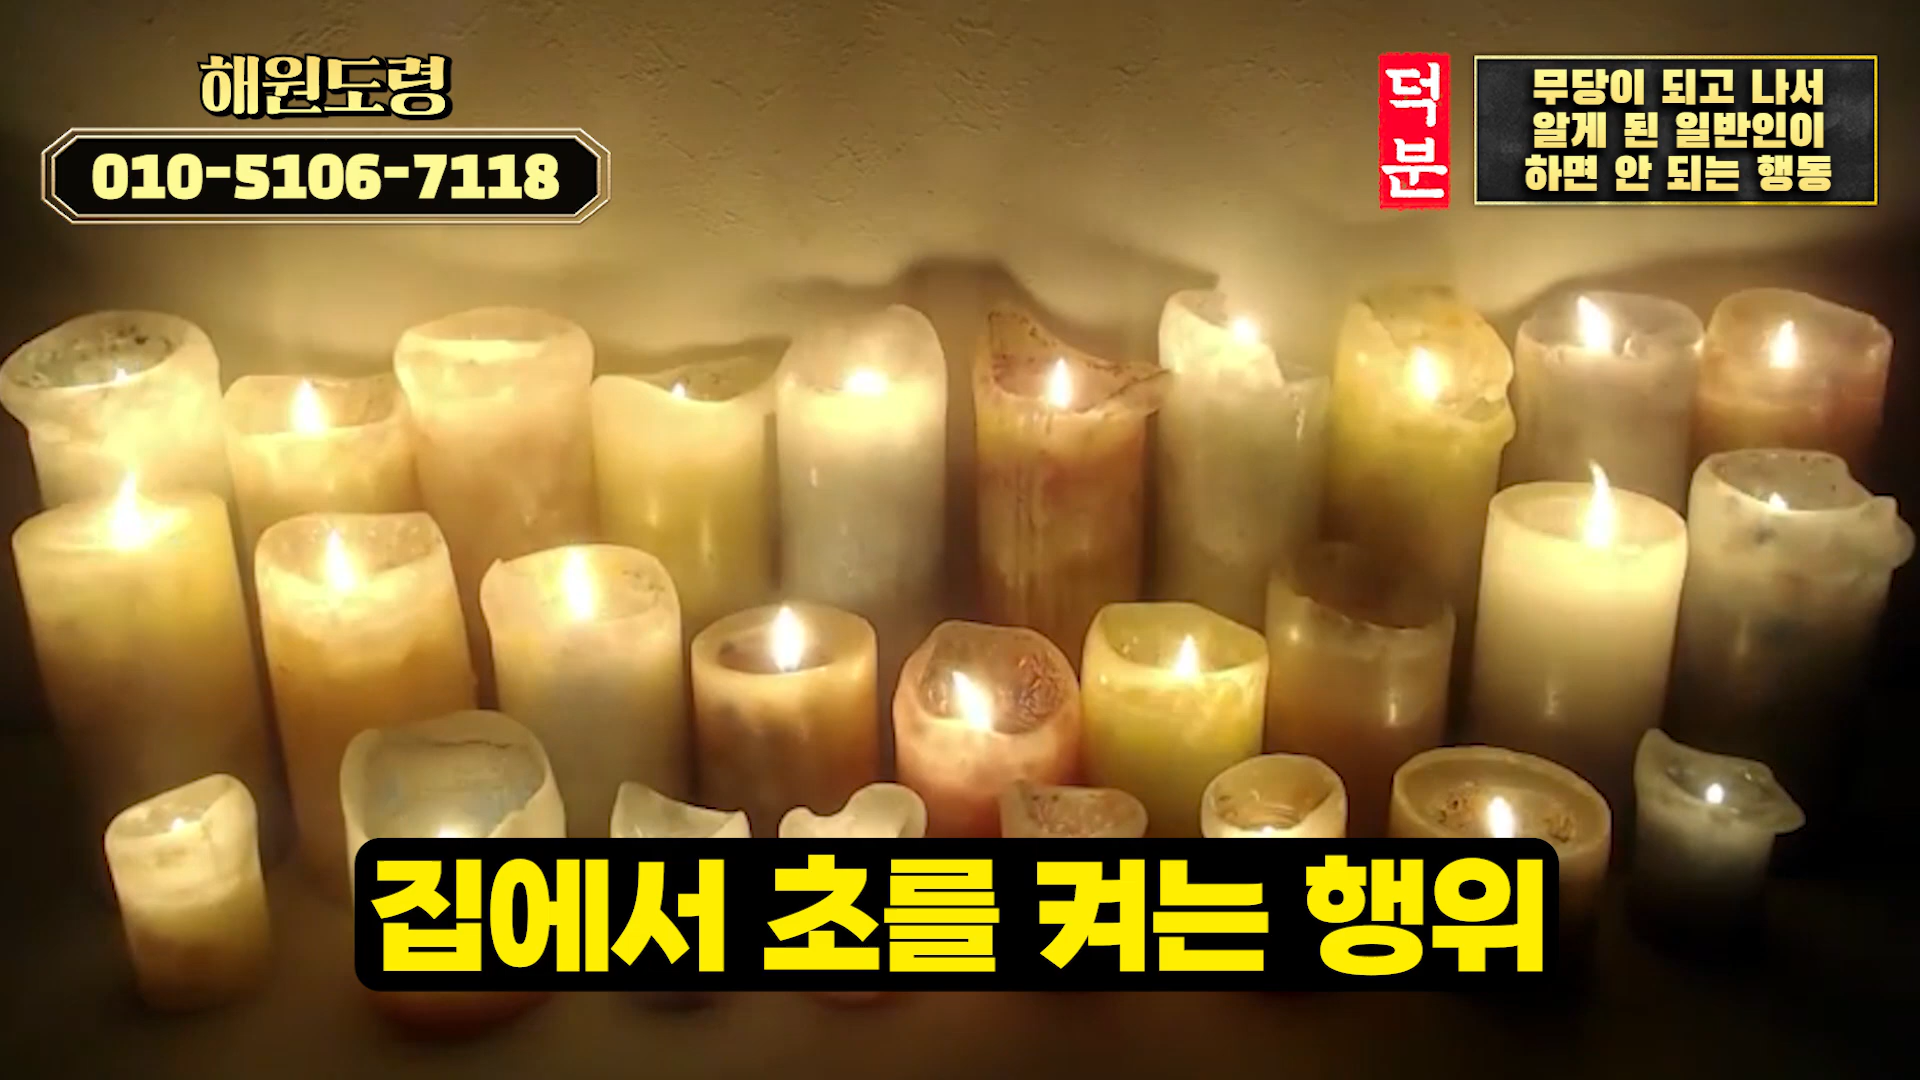 해원도령
010-5106-7118
덕분
무당이 되고 나서
알게 된 일반인이
하면 안 되는 행동
집에서 초를 켜는 행위